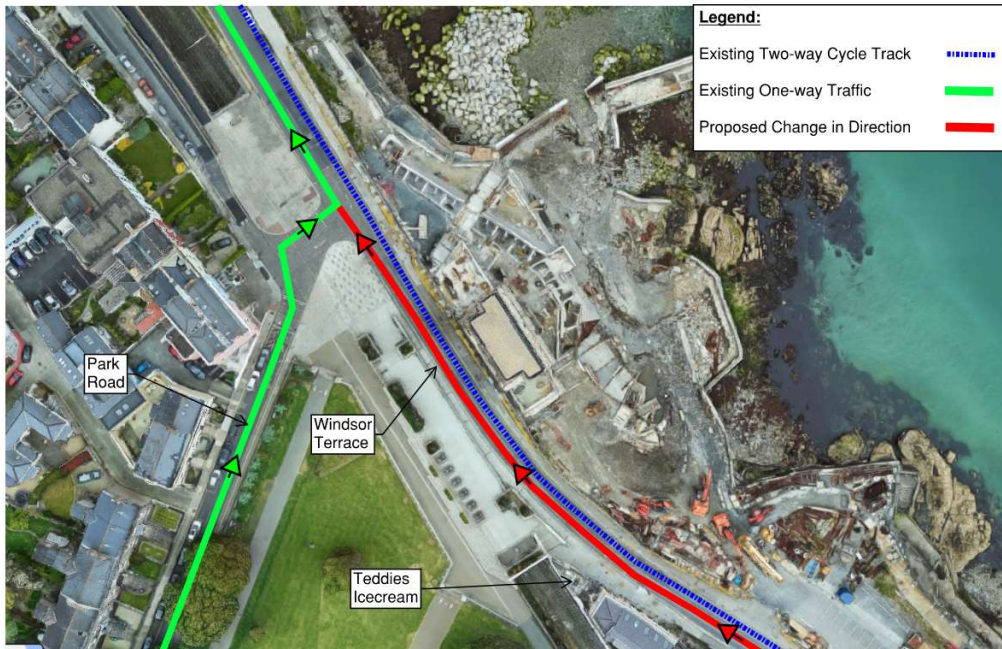 Legend:
Existing Two-way Cycle Track
Existing One-way Traffic
Proposed Change in Direction
Park
Road
Windsor
Terrace
Teddies
Icecream